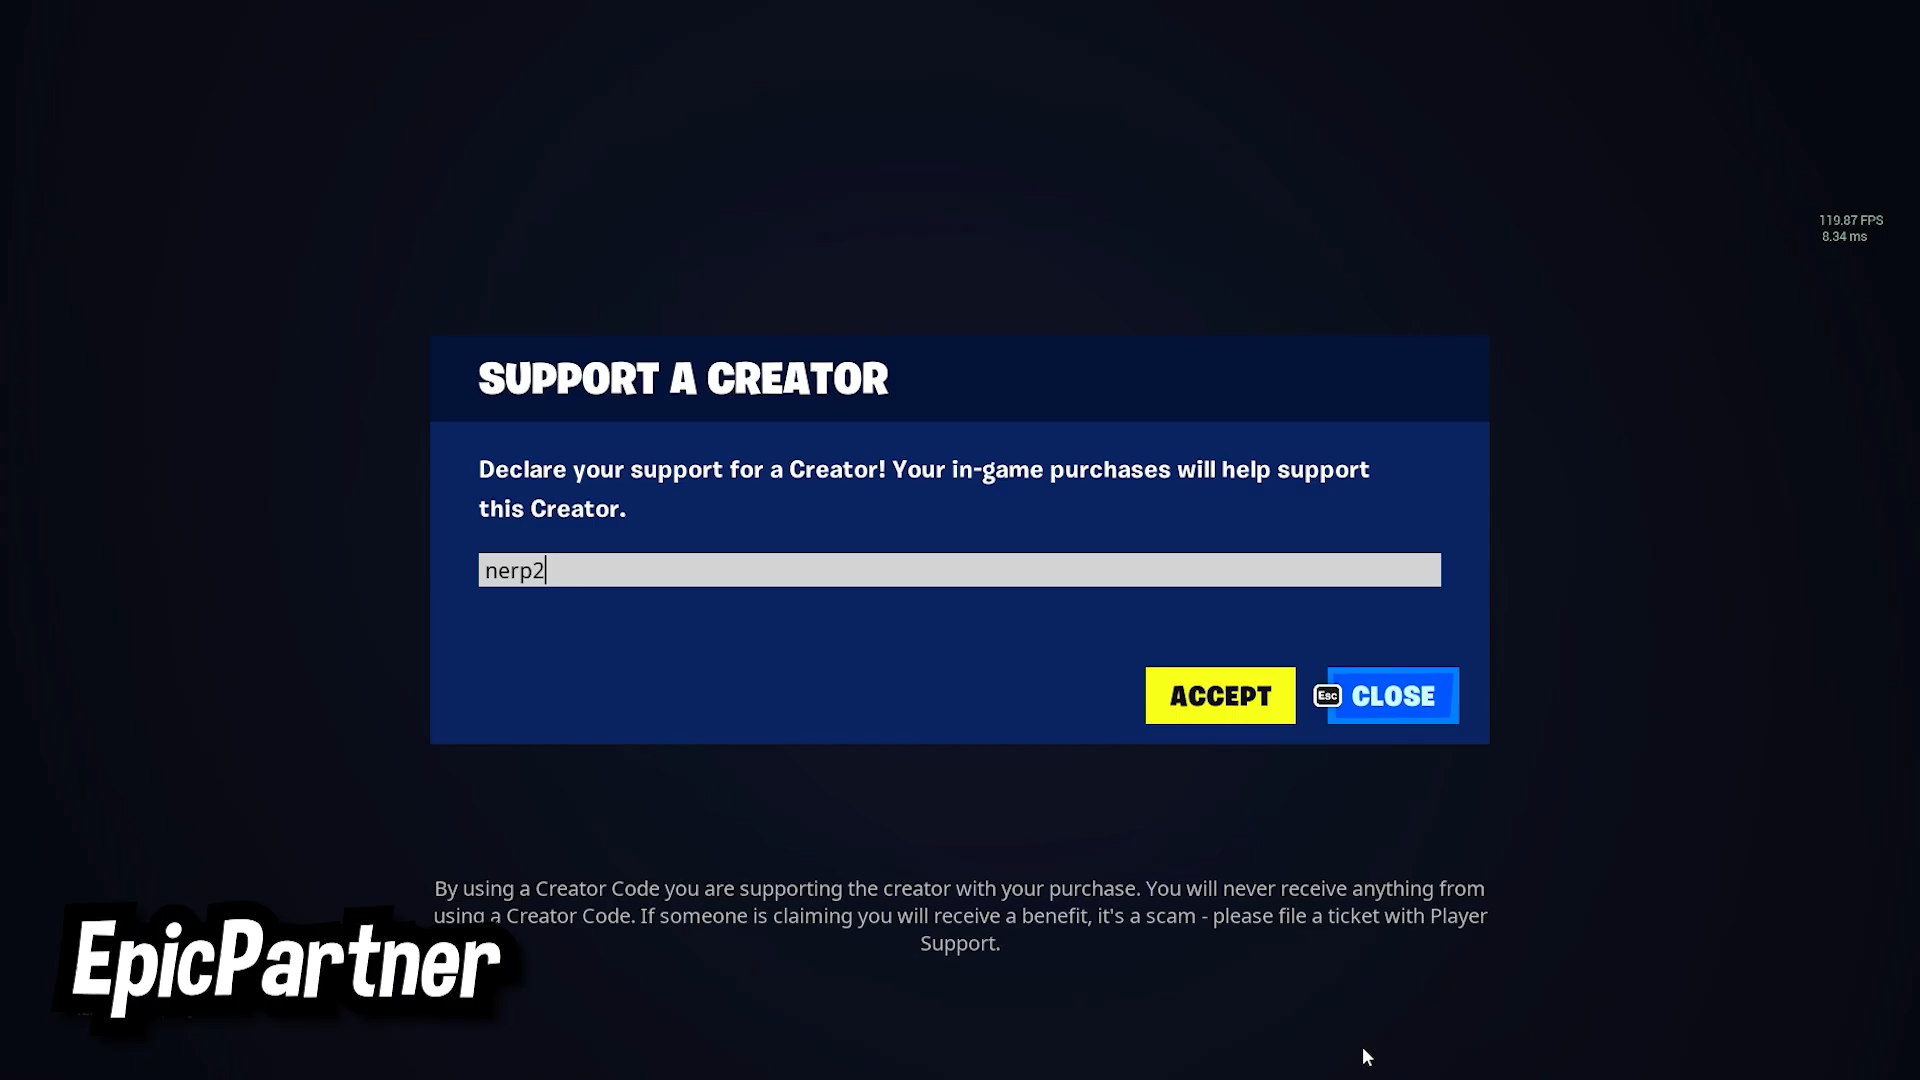 119.87 FPS
8.34 ms
SUPPORT A CREATOR
Declare your support for a Creator! Your in-game purchases will help support
this Creator.
nerp2
ACCEPT
Esc CLOSE
By using a Creator Code you are supporting the creator with your purchase. You will never receive anything from
using a Creator Code. If someone is claiming you will receive a benefit, it's a scam - please file a ticket with Player
Support.
EpicPartner